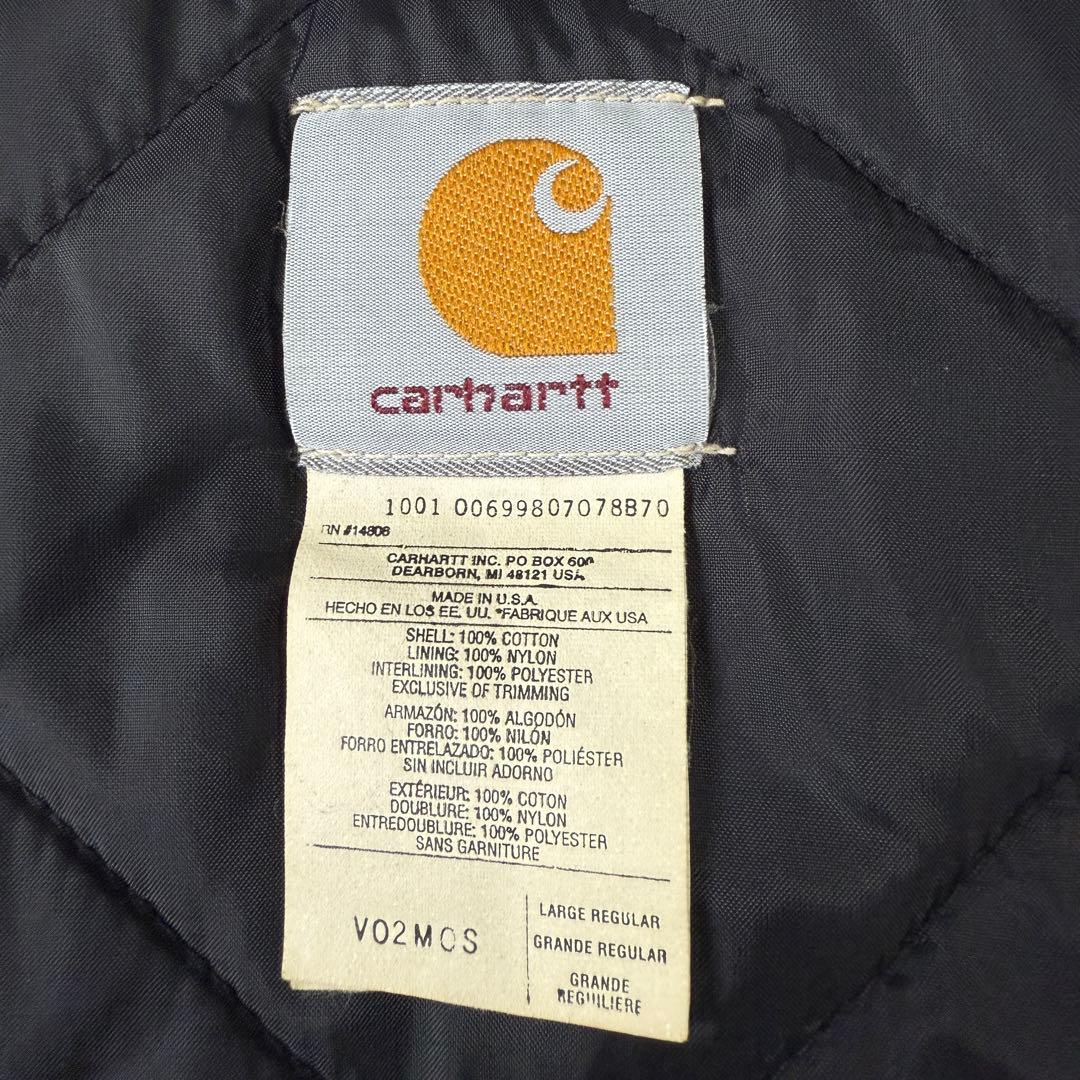 carhartt
1001 00699807078B70
RN #14806
CARHARTT INC. PO BOX 600
DEARBORN, MI 48121 USA
MADE IN U.S.A.
HECHO EN LOS EE. UU. *FABRIQUE AUX USA
SHELL: 100% COTTON
LINING: 100% NYLON
INTERLINING: 100% POLYESTER
EXCLUSIVE OF TRIMMING
ARMAZÓN: 100% ALGODÓN
FORRO: 100% NILÓN
FORRO ENTRELAZADO: 100% POLIÉSTER
SIN INCLUIR ADORNO
EXTÉRIEUR: 100% COTON
DOUBLURE: 100% NYLON
ENTREDOUBLURE: 100% POLYESTER
SANS GARNITURE
V02MOS
LARGE REGULAR
GRANDE REGULAR
GRANDE
REGULIERE